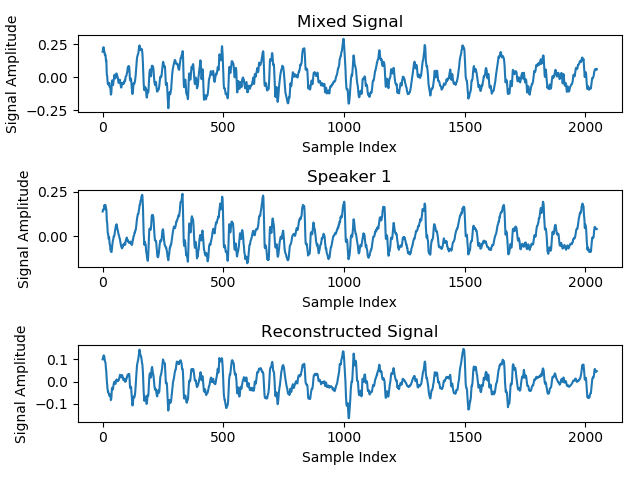 Mixed Signal
Signal Amplitude
0.25
0.00
−0.25
0 500 1000 1500 2000
Sample Index
Speaker 1
Signal Amplitude
0.25
0.00
0 500 1000 1500 2000
Sample Index
Reconstructed Signal
Signal Amplitude
0.1
0.0
−0.1
0 500 1000 1500 2000
Sample Index